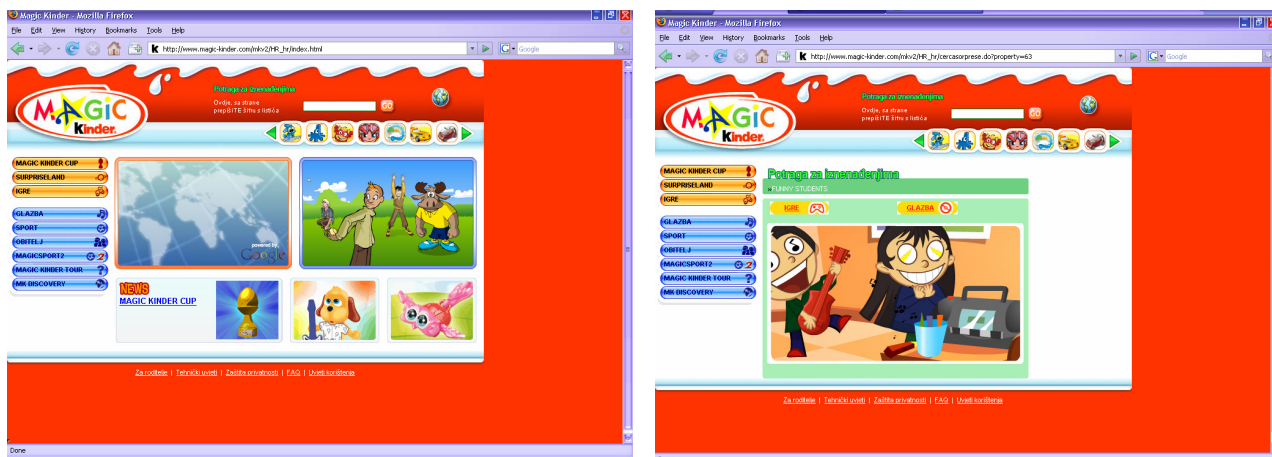 Magic Kinder - Mozilla Firefox
File Edit View History Bookmarks Tools Help
http://www.magic-kinder.com/mkv2/HR_hr/index.html
Google
MAGIC
Kinder
Potraga za iznenađenjima
Ovdje, sa strane
prepišiTE šifru s listića
GO
MAGIC KINDER CUP
SURPRISELAND
IGRE
GLAZBA
SPORT
OBITELJ
MAGICSPORT2
MAGIC KINDER TOUR
MK DISCOVERY
powered by
Google
NEWS
MAGIC KINDER CUP
Za roditelje | Tehnički uvjeti | Zaštita privatnosti | FAQ | Uvjeti korištenja
Done
Magic Kinder - Mozilla Firefox
File Edit View History Bookmarks Tools Help
http://www.magic-kinder.com/mkv2/HR_hr/cercasorprese.do?property=63
Google
MAGIC
Kinder
Potraga za iznenađenjima
Ovdje, sa strane
prepišiTE šifru s listića
GO
MAGIC KINDER CUP
SURPRISELAND
IGRE
GLAZBA
SPORT
OBITELJ
MAGICSPORT2
MAGIC KINDER TOUR
MK DISCOVERY
Potraga za iznenađenjima
»FUNNY STUDENTS
IGRE
GLAZBA
Za roditelje | Tehnički uvjeti | Zaštita privatnosti | FAQ | Uvjeti korištenja